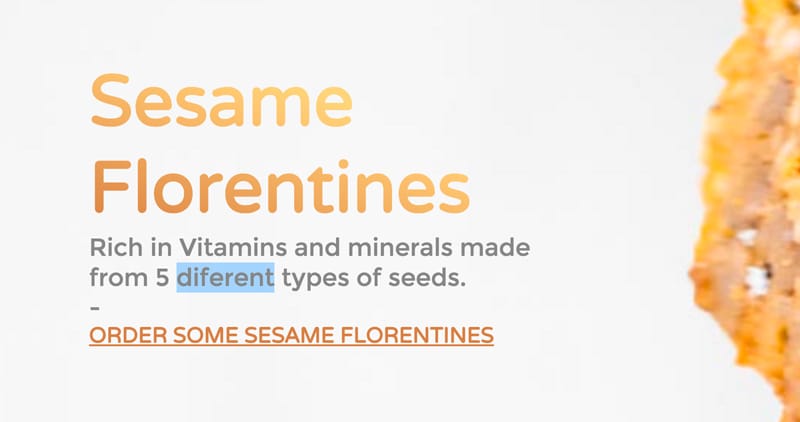 Sesame
Florentines
Rich in Vitamins and minerals made
from 5 diferent types of seeds.
-
ORDER SOME SESAME FLORENTINES